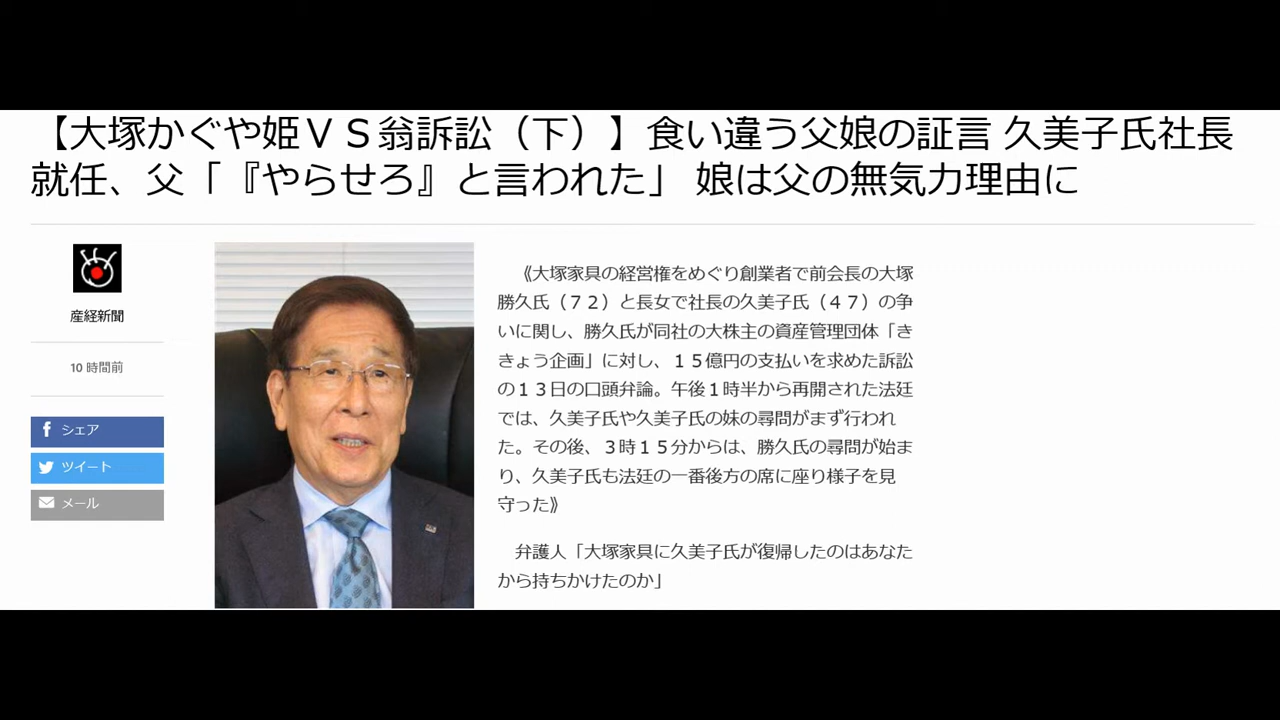 【大塚かぐや姫ＶＳ翁訴訟（下）】食い違う父娘の証言 久美子氏社長
就任、父「『やらせろ』と言われた」 娘は父の無気力理由に
産経新聞
10 時間前
シェア
ツイート
メール
《大塚家具の経営権をめぐり創業者で前会長の大塚
勝久氏（７２）と長女で社長の久美子氏（４７）の争
いに関し、勝久氏が同社の大株主の資産管理団体「き
きょう企画」に対し、１５億円の支払いを求めた訴訟
の１３日の口頭弁論。午後１時半から再開された法廷
では、久美子氏や久美子氏の妹の尋問がまず行われ
た。その後、３時１５分からは、勝久氏の尋問が始ま
り、久美子氏も法廷の一番後方の席に座り様子を見
守った》
弁護人「大塚家具に久美子氏が復帰したのはあなた
から持ちかけたのか」